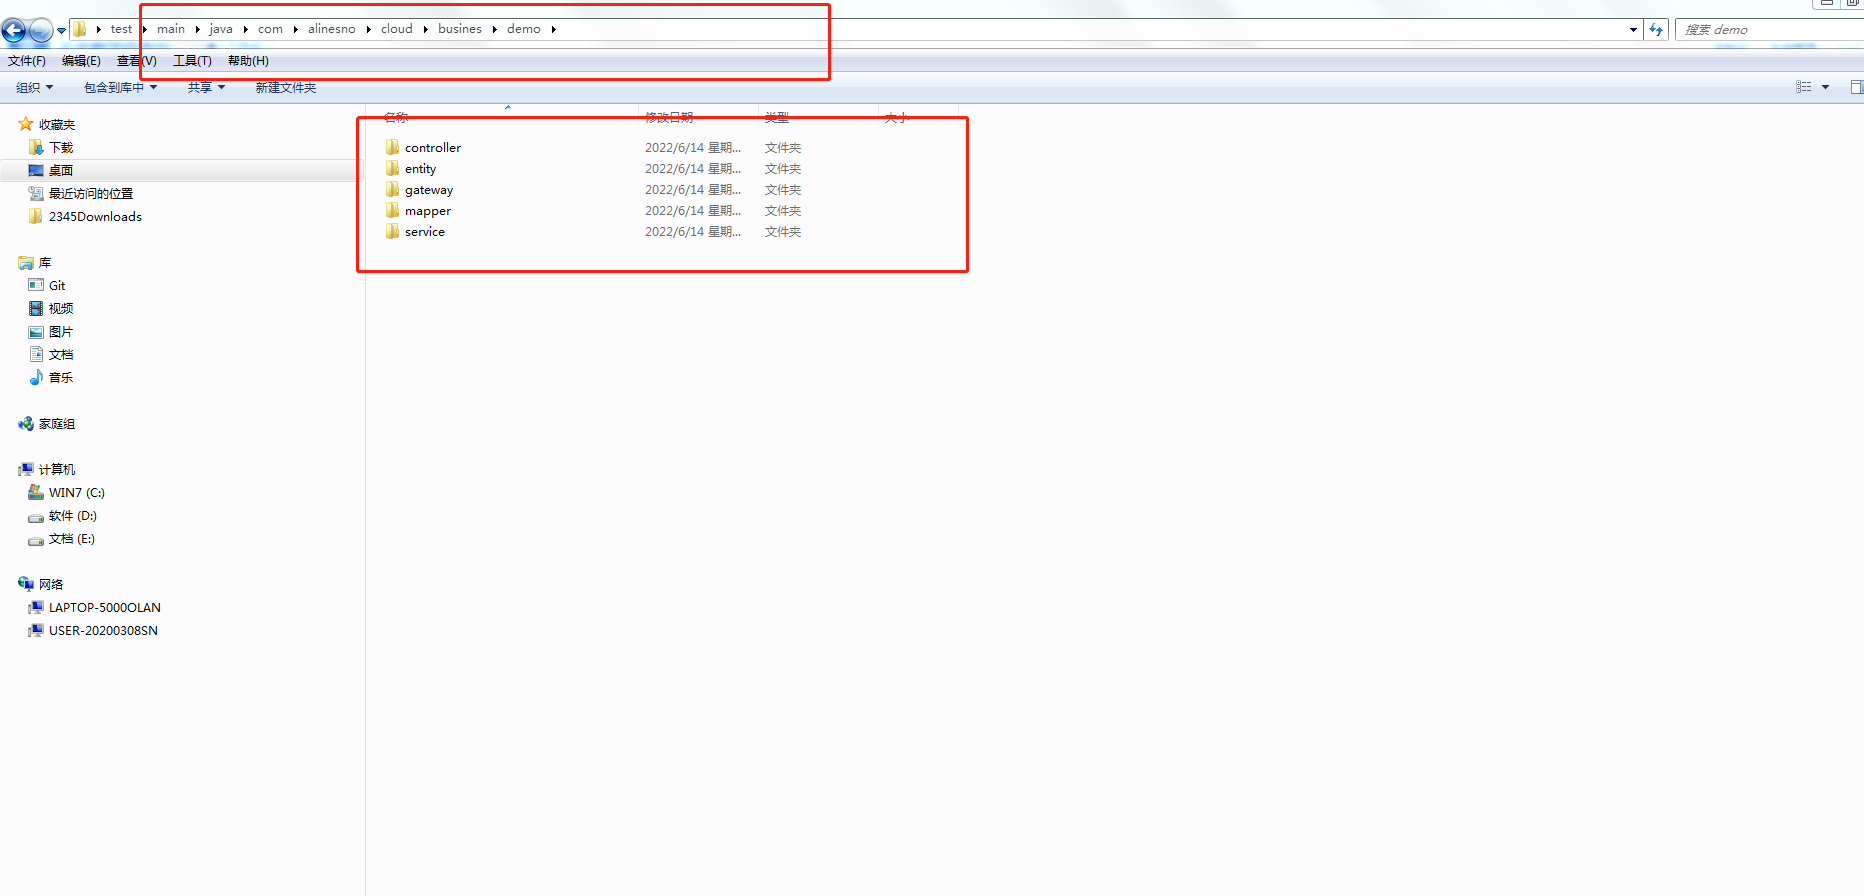 test main java com alinesno cloud busines demo 搜索 demo
文件(F) 编辑(E) 查看(V) 工具(T) 帮助(H)
组织 包含到库中 共享 新建文件夹
名称 修改日期 类型 大小
收藏夹
下载
桌面
最近访问的位置
2345Downloads
库
Git
视频
图片
文档
音乐
家庭组
计算机
WIN7 (C:)
软件 (D:)
文档 (E:)
网络
LAPTOP-5000OLAN
USER-20200308SN
controller 2022/6/14 星期... 文件夹
entity 2022/6/14 星期... 文件夹
gateway 2022/6/14 星期... 文件夹
mapper 2022/6/14 星期... 文件夹
service 2022/6/14 星期... 文件夹